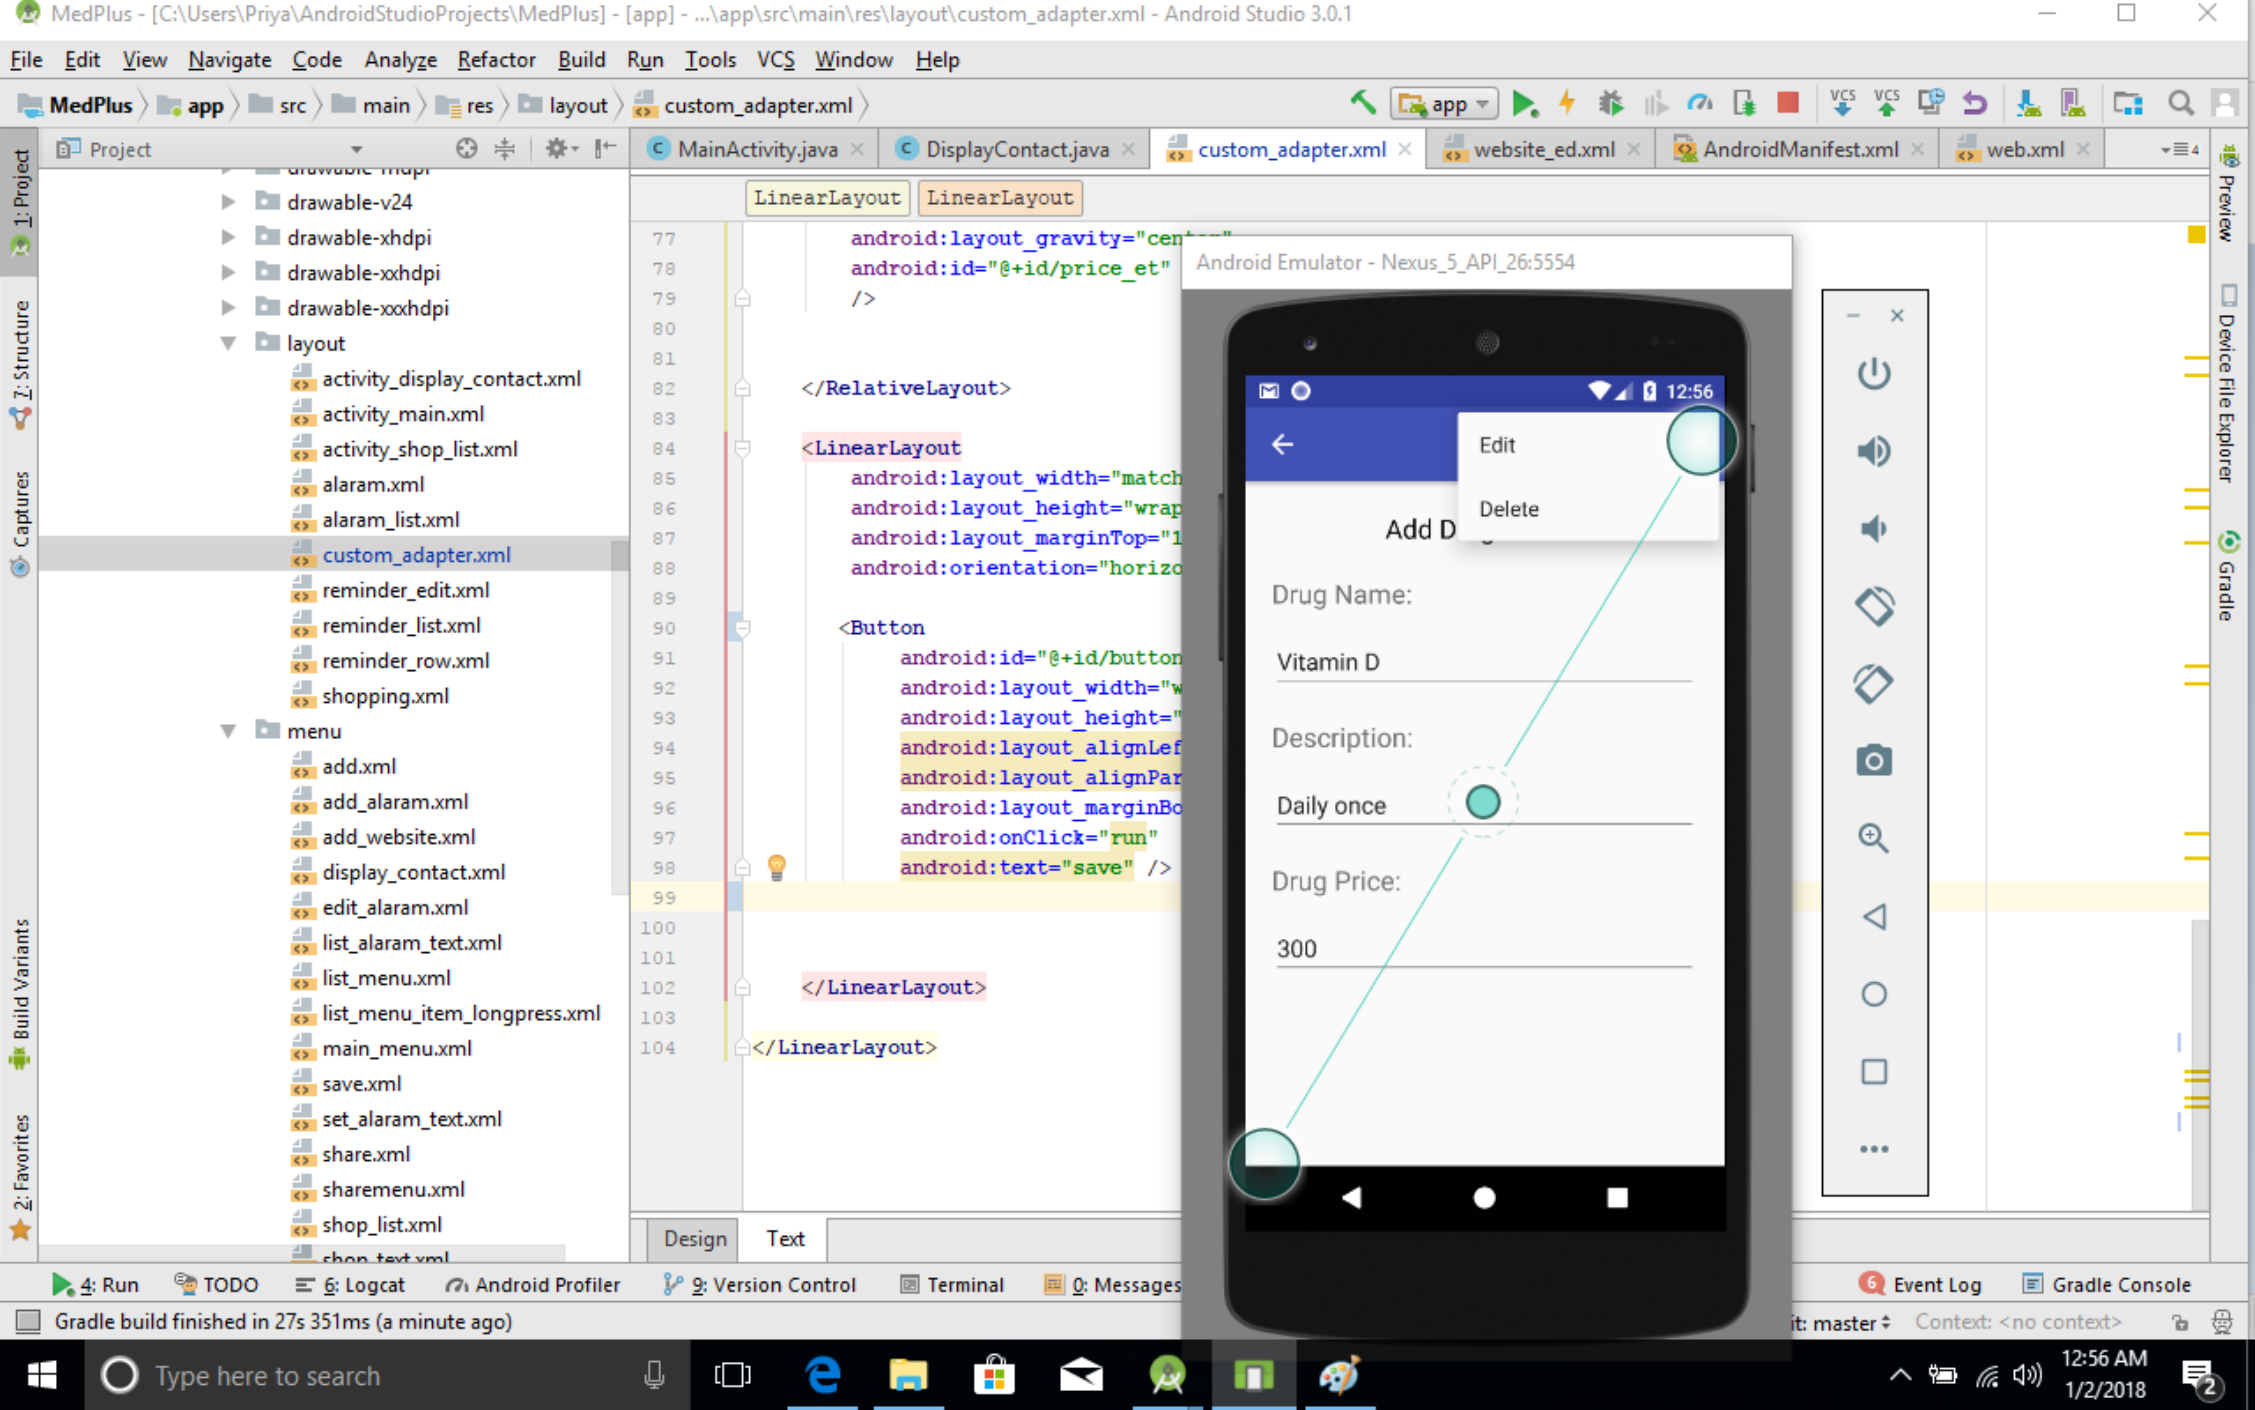 MedPlus - [C:\Users\Priya\AndroidStudioProjects\MedPlus] - [app] - ...\app\src\main\res\layout\custom_adapter.xml - Android Studio 3.0.1
File Edit View Navigate Code Analyze Refactor Build Run Tools VCS Window Help
MedPlus app src main res layout custom_adapter.xml app VCS VCS
Project
MainActivity.java DisplayContact.java custom_adapter.xml website_ed.xml AndroidManifest.xml web.xml 4
1: Project
7: Structure
Captures
Build Variants
2: Favorites
drawable-v24
drawable-xhdpi
drawable-xxhdpi
drawable-xxxhdpi
layout
activity_display_contact.xml
activity_main.xml
activity_shop_list.xml
alaram.xml
alaram_list.xml
custom_adapter.xml
reminder_edit.xml
reminder_list.xml
reminder_row.xml
shopping.xml
menu
add.xml
add_alaram.xml
add_website.xml
display_contact.xml
edit_alaram.xml
list_alaram_text.xml
list_menu.xml
list_menu_item_longpress.xml
main_menu.xml
save.xml
set_alaram_text.xml
share.xml
sharemenu.xml
shop_list.xml
shop_text.xml
LinearLayout LinearLayout
77 android:layout_gravity="center"
78 android:id="@+id/price_et"
79 />
80
81
82 </RelativeLayout>
83
84 <LinearLayout
85 android:layout_width="match
86 android:layout_height="wrap
87 android:layout_marginTop="1
88 android:orientation="horizo
89
90 <Button
91 android:id="@+id/button
92 android:layout_width="w
93 android:layout_height="
94 android:layout_alignLef
95 android:layout_alignPar
96 android:layout_marginBo
97 android:onClick="run"
98 android:text="save" />
99
100
101
102 </LinearLayout>
103
104 </LinearLayout>
Design Text
Android Emulator - Nexus_5_API_26:5554
12:56
Edit
Delete
Add D
Drug Name:
Vitamin D
Description:
Daily once
Drug Price:
300
Preview
Device File Explorer
Gradle
4: Run TODO 6: Logcat Android Profiler 9: Version Control Terminal 0: Messages 6 Event Log Gradle Console
Gradle build finished in 27s 351ms (a minute ago) it: master Context: <no context>
Type here to search
12:56 AM
1/2/2018
2